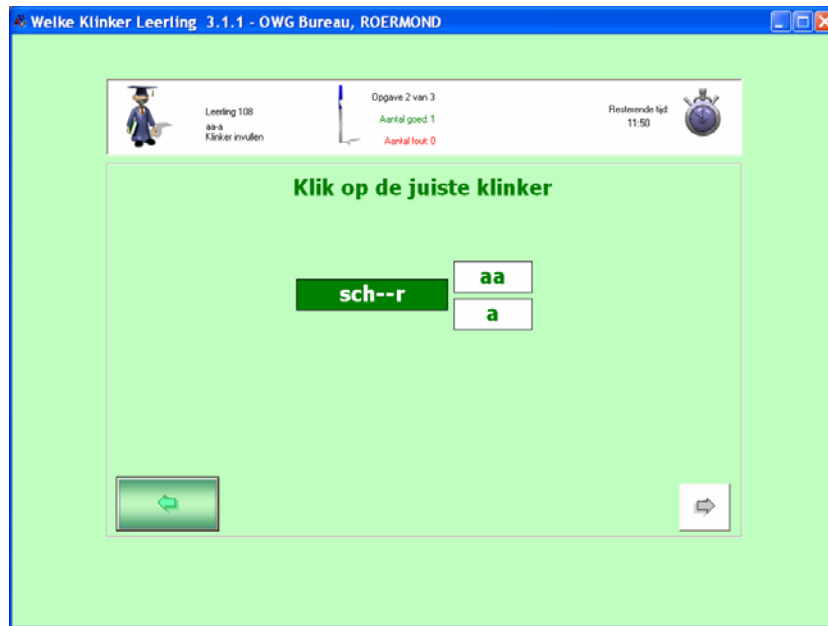 Welke Klinker Leerling 3.1.1 - OWG Bureau, ROERMOND
Leerling 108
aa-a
Klinker invullen
Opgave 2 van 3
Aantal goed: 1
Aantal fout: 0
Resterende tijd:
11:50
Klik op de juiste klinker
sch--r
aa
a